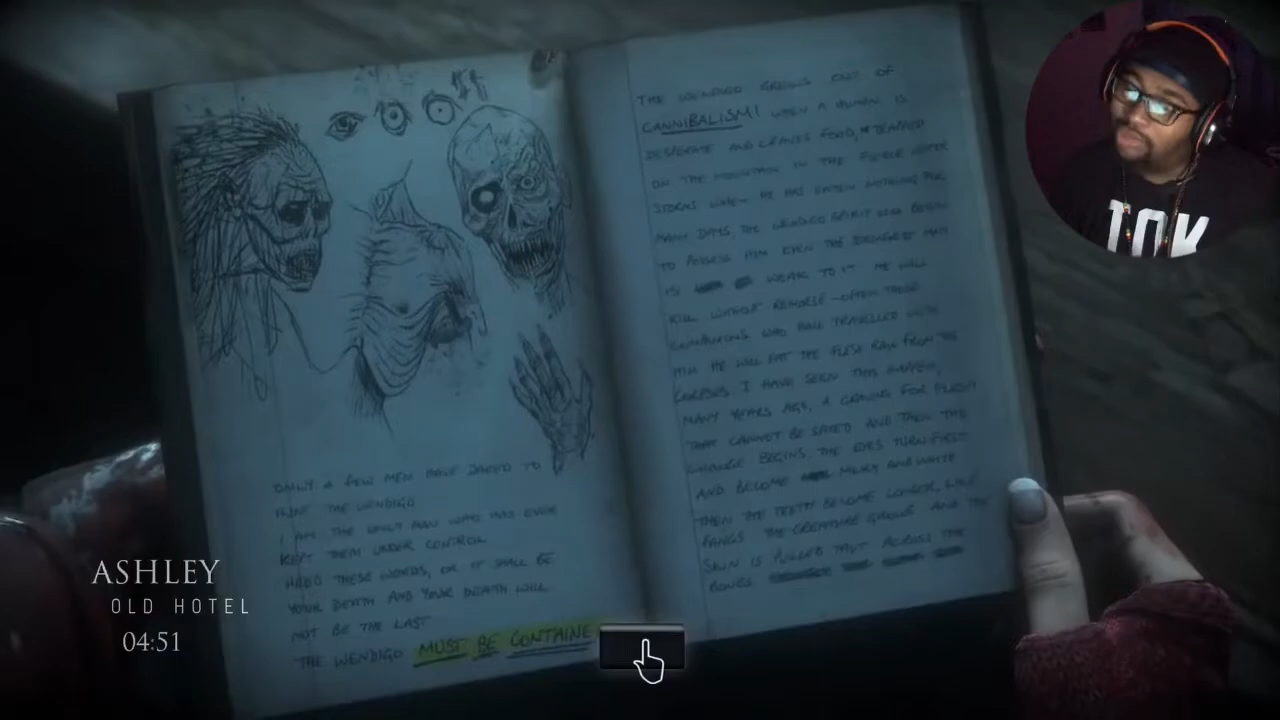 ONLY A FEW MEN HAVE DARED TO
HUNT THE WENDIGO
I AM THE ONLY MAN WHO HAS EVER
KEPT THEM UNDER CONTROL
HEED THESE WORDS, OR IT SHALL BE
YOUR DEATH AND YOUR DEATH WILL
NOT BE THE LAST
THE WENDIGO MUST BE CONTAINE
THE WENDIGO GROWS OUT OF
CANNIBALISM! WHEN A HUMAN IS
DESPERATE AND CRAVES FOOD, TRAPPED
ON THE MOUNTAIN IN THE WINTER
STORMS WHEN HE HAS EATEN NOTHING FOR
MANY DAYS, THE WENDIGO SPIRIT WILL BEGIN
TO POSSESS HIM EVEN THE STRONGEST MAN
IS WEAK TO IT HE WILL
KILL WITHOUT REMORSE - OFTEN THOSE
COMPANIONS WHO HAVE TRAVELLED WITH
HIM HE WILL EAT THE FLESH RAW FROM THE
CORPSES. I HAVE SEEN THIS HAPPEN,
MANY YEARS AGO, A CRAVING FOR FLESH
THAT CANNOT BE SATED AND THEN THE
CHANGE BEGINS THE EYES TURN FIRST
AND BECOME MILKY AND WHITE
THEN THE TEETH BECOME LONGER, LIKE
FANGS THE CREATURE GROWS AND THE
SKIN IS PULLED TAUT ACROSS THE
BONES
ASHLEY
OLD HOTEL
04:51
TOK